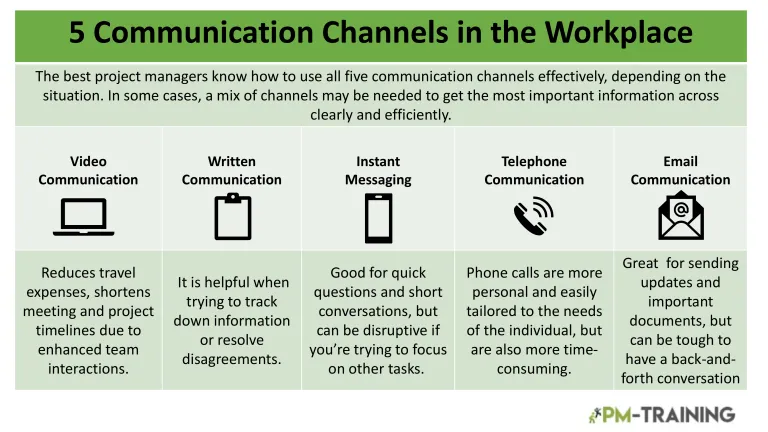 5 Communication Channels in the Workplace
The best project managers know how to use all five communication channels effectively, depending on the
situation. In some cases, a mix of channels may be needed to get the most important information across
clearly and efficiently.
Video
Communication
Written
Communication
Instant
Messaging
Telephone
Communication
Email
Communication
@
Reduces travel
expenses, shortens
meeting and project
timelines due to
enhanced team
interactions.
It is helpful when
trying to track
down information
or resolve
disagreements.
Good for quick
questions and short
conversations, but
can be disruptive if
you're trying to focus
on other tasks.
Phone calls are more
personal and easily
tailored to the needs
of the individual, but
are also more time-
consuming.
Great for sending
updates and
important
documents, but
can be tough to
have a back-and-
forth conversation
PM-TRAINING